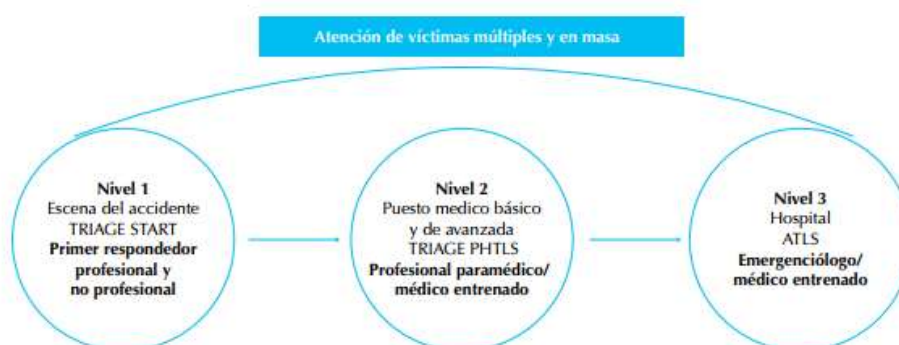 Atención de víctimas múltiples y en masa
Nivel 1
Escena del accidente
TRIAGE START
Primer respondedor
profesional y
no profesional
Nivel 2
Puesto medico básico
y de avanzada
TRIAGE PHTLS
Profesional paramédico/
médico entrenado
Nivel 3
Hospital
ATLS
Emergenciólogo/
médico entrenado